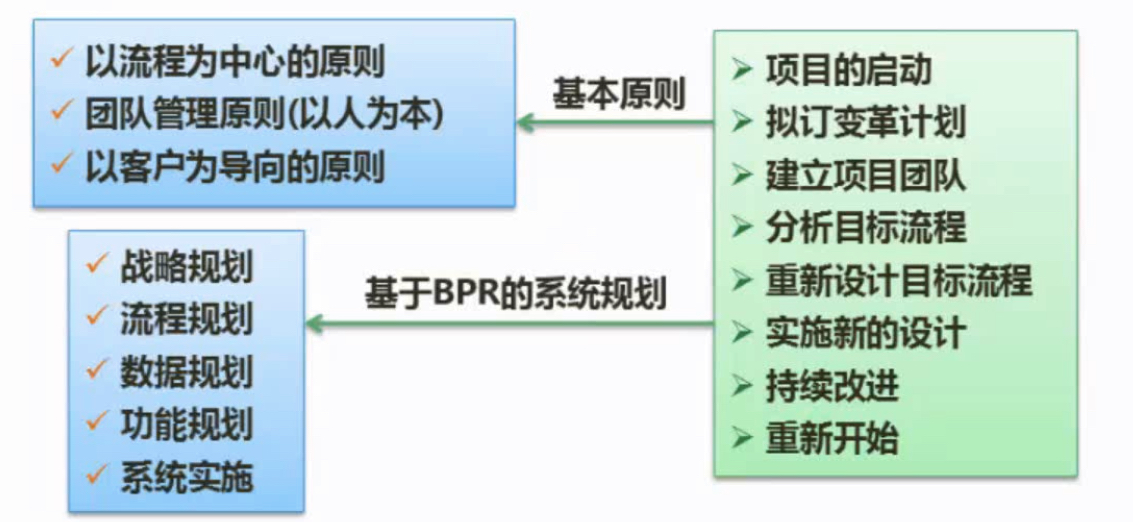 以流程为中心的原则
团队管理原则(以人为本)
以客户为导向的原则
基本原则
项目的启动
拟订变革计划
建立项目团队
分析目标流程
重新设计目标流程
实施新的设计
持续改进
重新开始
基于BPR的系统规划
战略规划
流程规划
数据规划
功能规划
系统实施